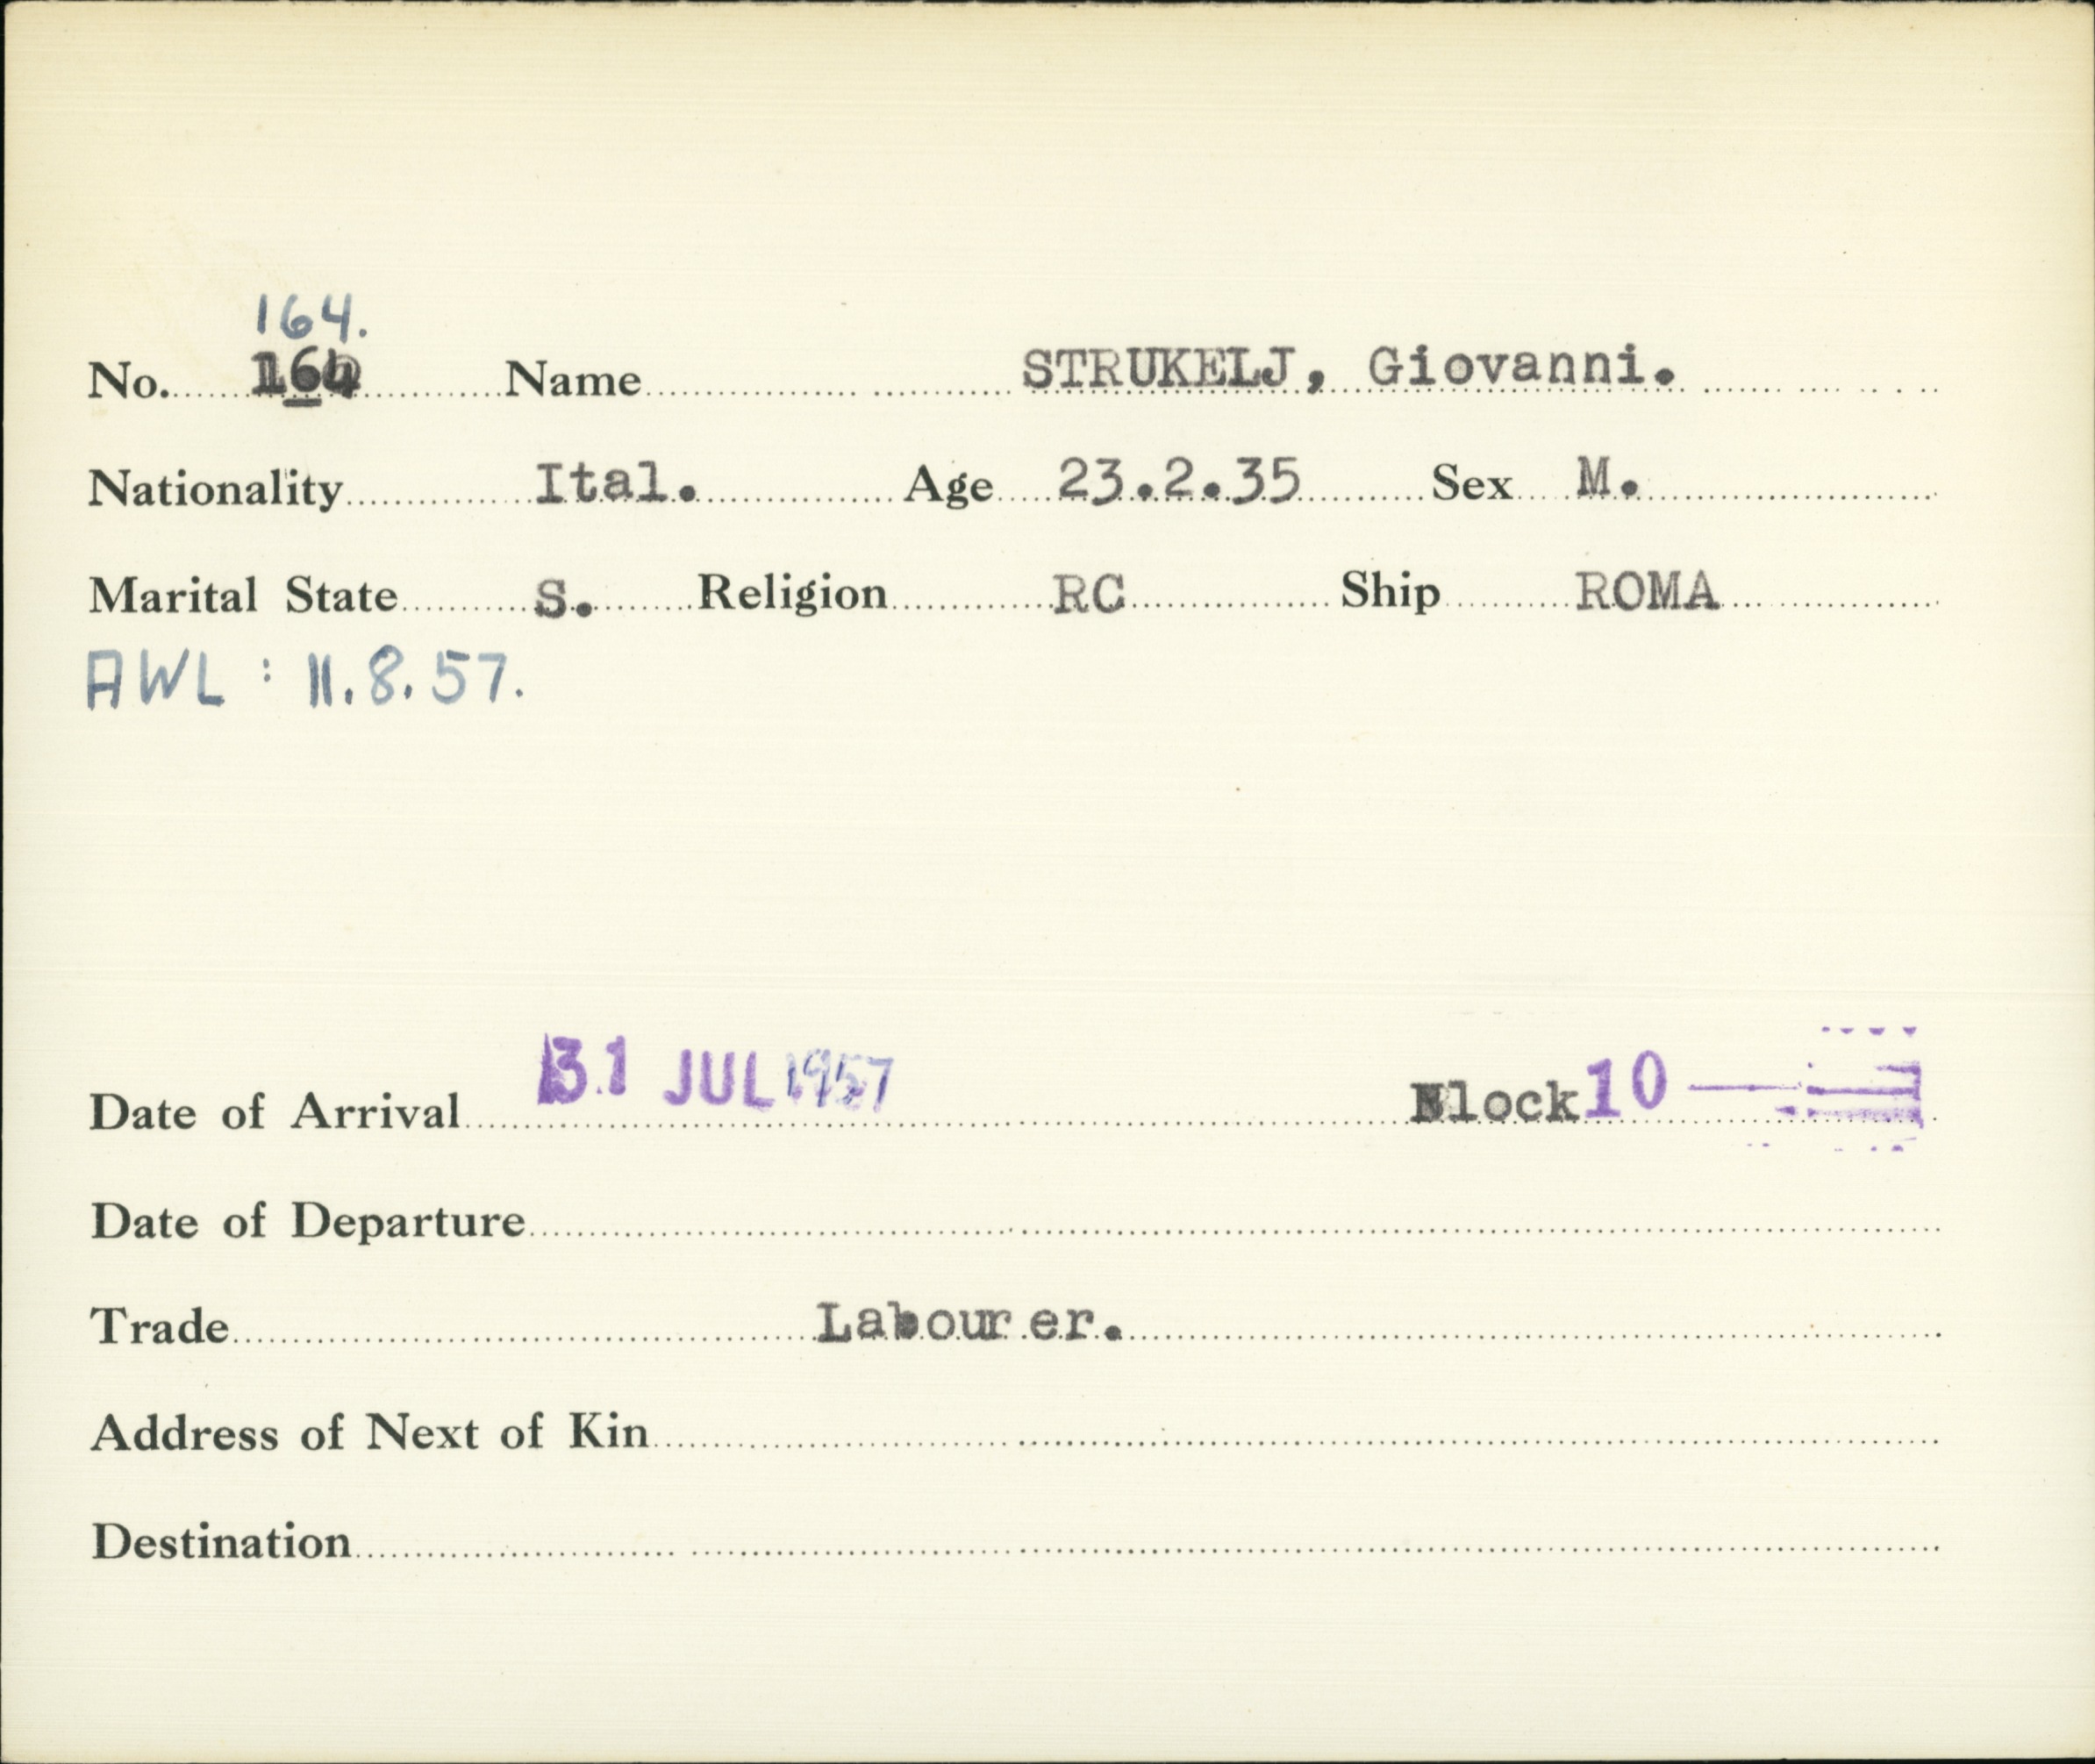 164.
No. 164 Name STRUKELJ, Giovanni.
Nationality Ital. Age 23.2.35 Sex M.
Marital State S. Religion RC Ship ROMA
AWL : 11.8.57.
Date of Arrival 31 JUL 1957 Block 10
Date of Departure
Trade Labourer.
Address of Next of Kin
Destination